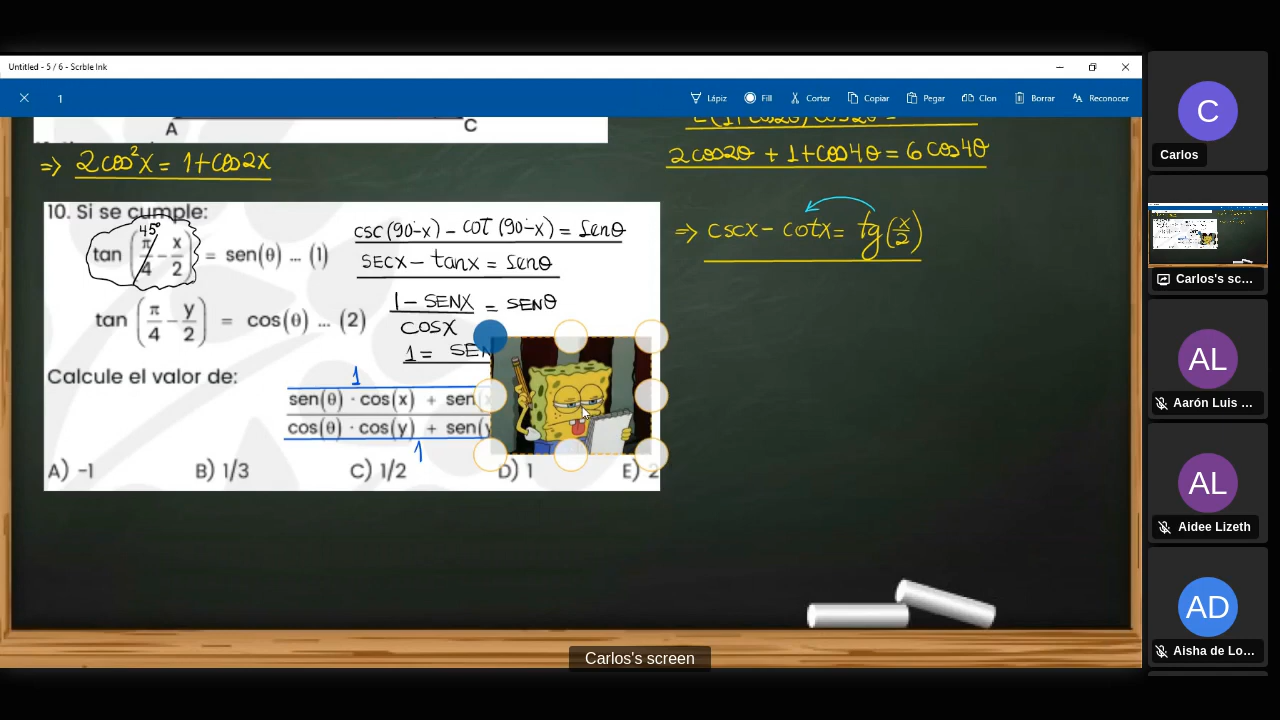 Untitled - 5 / 6 - Scrble Ink
1
Lápiz
Fill
Cortar
Copiar
Pegar
Clon
Borrar
Reconocer
A
C
=> 2cos²x = 1+cos2x
2cos2θ + 1+cos4θ = 6cos4θ
10. Si se cumple:
45°
tan (π/4 - x/2) = sen(θ) ... (1)
tan (π/4 - y/2) = cos(θ) ... (2)
csc(90-x) - cot(90-x) = senθ
secx - tanx = senθ
1 - senx / cosx = senθ
1 = sen
=> cscx - cotx = tg(x/2)
Calcule el valor de:
1
sen(θ) · cos(x) + sen(
cos(θ) · cos(y) + sen(y
1
A) -1
B) 1/3
C) 1/2
D) 1
E) 2
Carlos's screen
C
Carlos
Carlos's sc...
AL
Aarón Luis ...
AL
Aidee Lizeth
AD
Aisha de Lo...